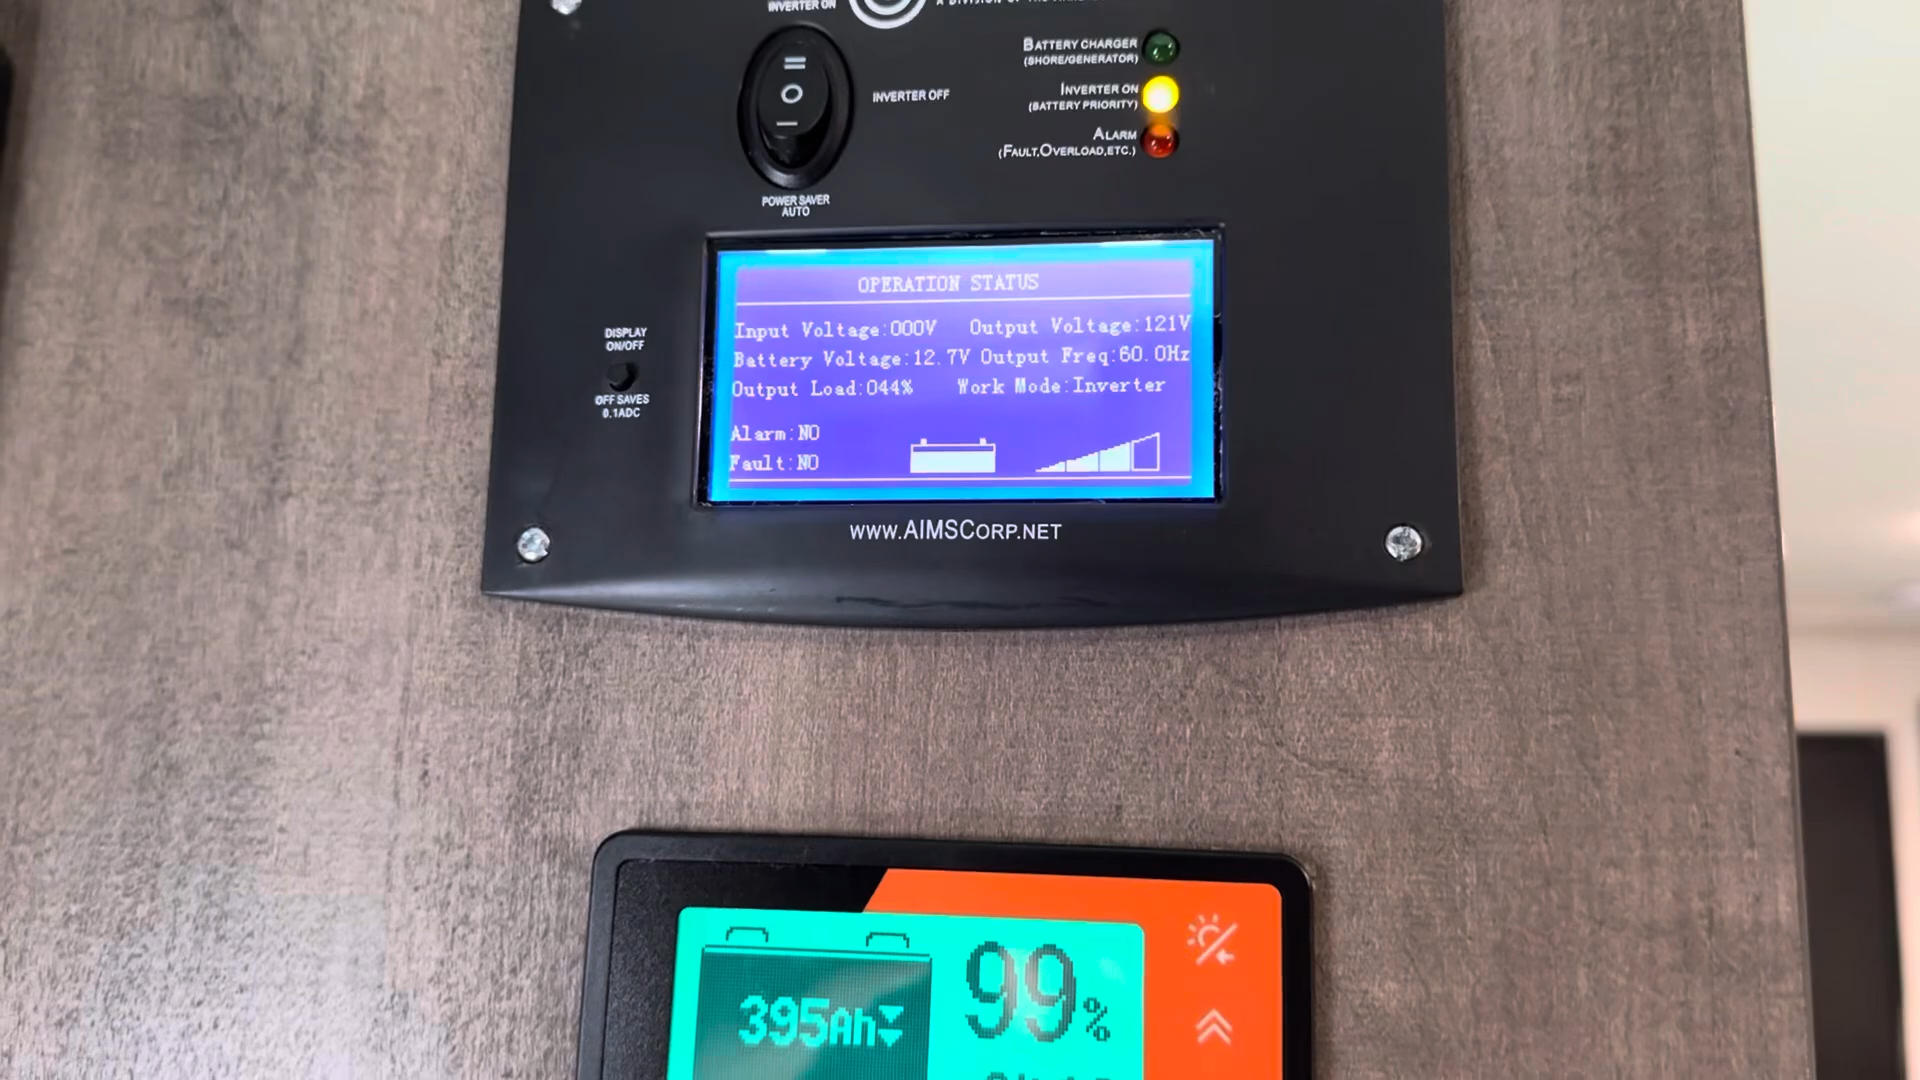 INVERTER ON
A DIVISION OF THE
BATTERY CHARGER
(SHORE/GENERATOR)
INVERTER ON
(BATTERY PRIORITY)
INVERTER OFF
ALARM
(FAULT,OVERLOAD,ETC.)
POWER SAVER
AUTO
OPERATION STATUS
Input Voltage:000V Output Voltage:121V
Battery Voltage:12.7V Output Freq:60.0Hz
Output Load:044% Work Mode:Inverter
Alarm:NO
Fault:NO
DISPLAY
ON/OFF
OFF SAVES
0.1ADC
WWW.AIMSCORP.NET
99%
395Ah